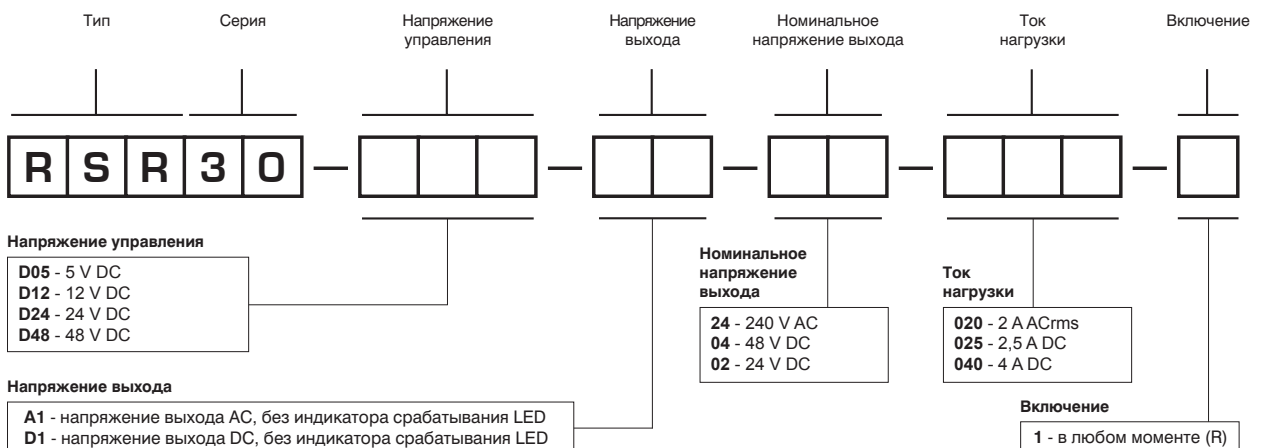 Тип
Серия
Напряжение
управления
Напряжение
выхода
Номинальное
напряжение выхода
Ток
нагрузки
Включение
R S R 3 0 — — — — —
Напряжение управления
D05 - 5 V DC
D12 - 12 V DC
D24 - 24 V DC
D48 - 48 V DC
Напряжение выхода
A1 - напряжение выхода AC, без индикатора срабатывания LED
D1 - напряжение выхода DC, без индикатора срабатывания LED
Номинальное
напряжение
выхода
24 - 240 V AC
04 - 48 V DC
02 - 24 V DC
Ток
нагрузки
020 - 2 A ACrms
025 - 2,5 A DC
040 - 4 A DC
Включение
1 - в любом моменте (R)